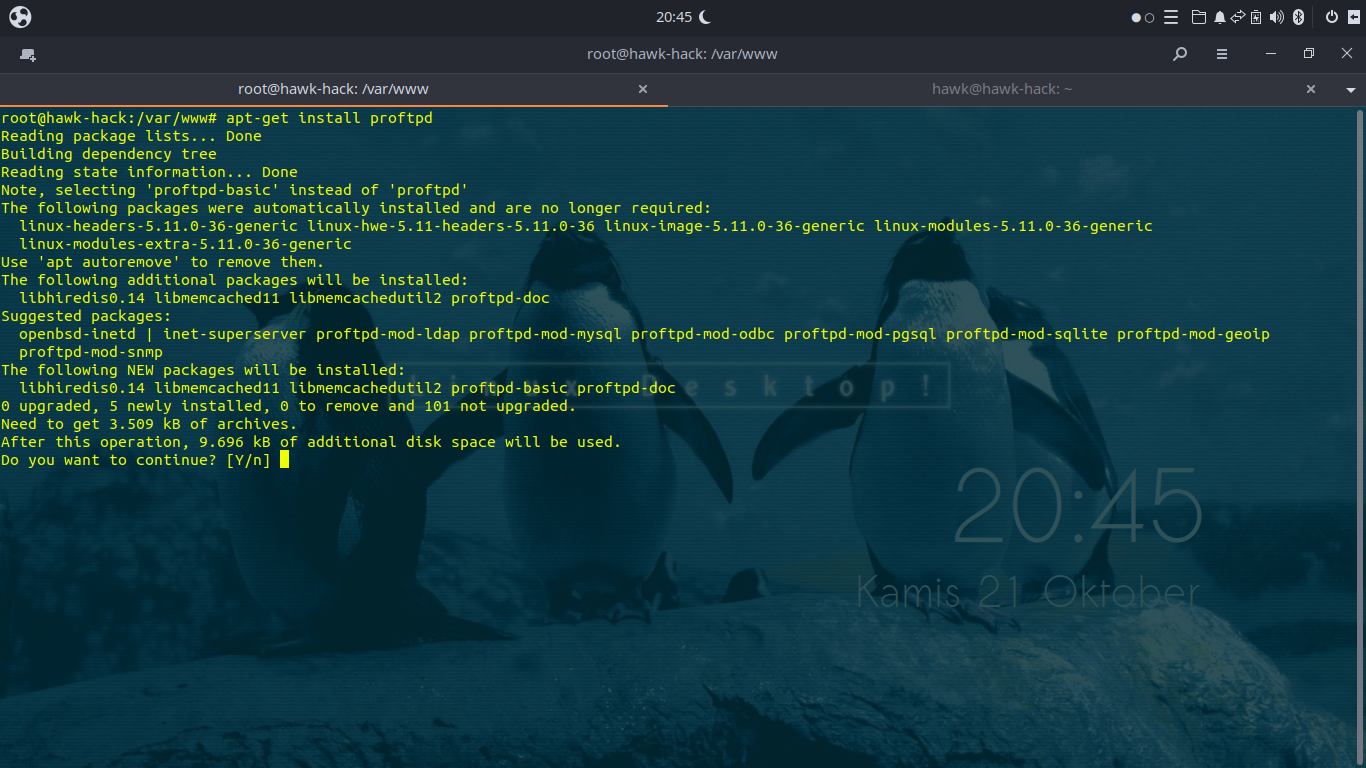 20:45
root@hawk-hack: /var/www
root@hawk-hack: /var/www
hawk@hawk-hack: ~
root@hawk-hack:/var/www# apt-get install proftpd
Reading package lists... Done
Building dependency tree
Reading state information... Done
Note, selecting 'proftpd-basic' instead of 'proftpd'
The following packages were automatically installed and are no longer required:
linux-headers-5.11.0-36-generic linux-hwe-5.11-headers-5.11.0-36 linux-image-5.11.0-36-generic linux-modules-5.11.0-36-generic
linux-modules-extra-5.11.0-36-generic
Use 'apt autoremove' to remove them.
The following additional packages will be installed:
libhiredis0.14 libmemcached11 libmemcachedutil2 proftpd-doc
Suggested packages:
openbsd-inetd | inet-superserver proftpd-mod-ldap proftpd-mod-mysql proftpd-mod-odbc proftpd-mod-pgsql proftpd-mod-sqlite proftpd-mod-geoip
proftpd-mod-snmp
The following NEW packages will be installed:
libhiredis0.14 libmemcached11 libmemcachedutil2 proftpd-basic proftpd-doc
Linux Desktop!
0 upgraded, 5 newly installed, 0 to remove and 101 not upgraded.
Need to get 3.509 kB of archives.
After this operation, 9.696 kB of additional disk space will be used.
Do you want to continue? [Y/n]
20:45
Kamis 21 Oktober